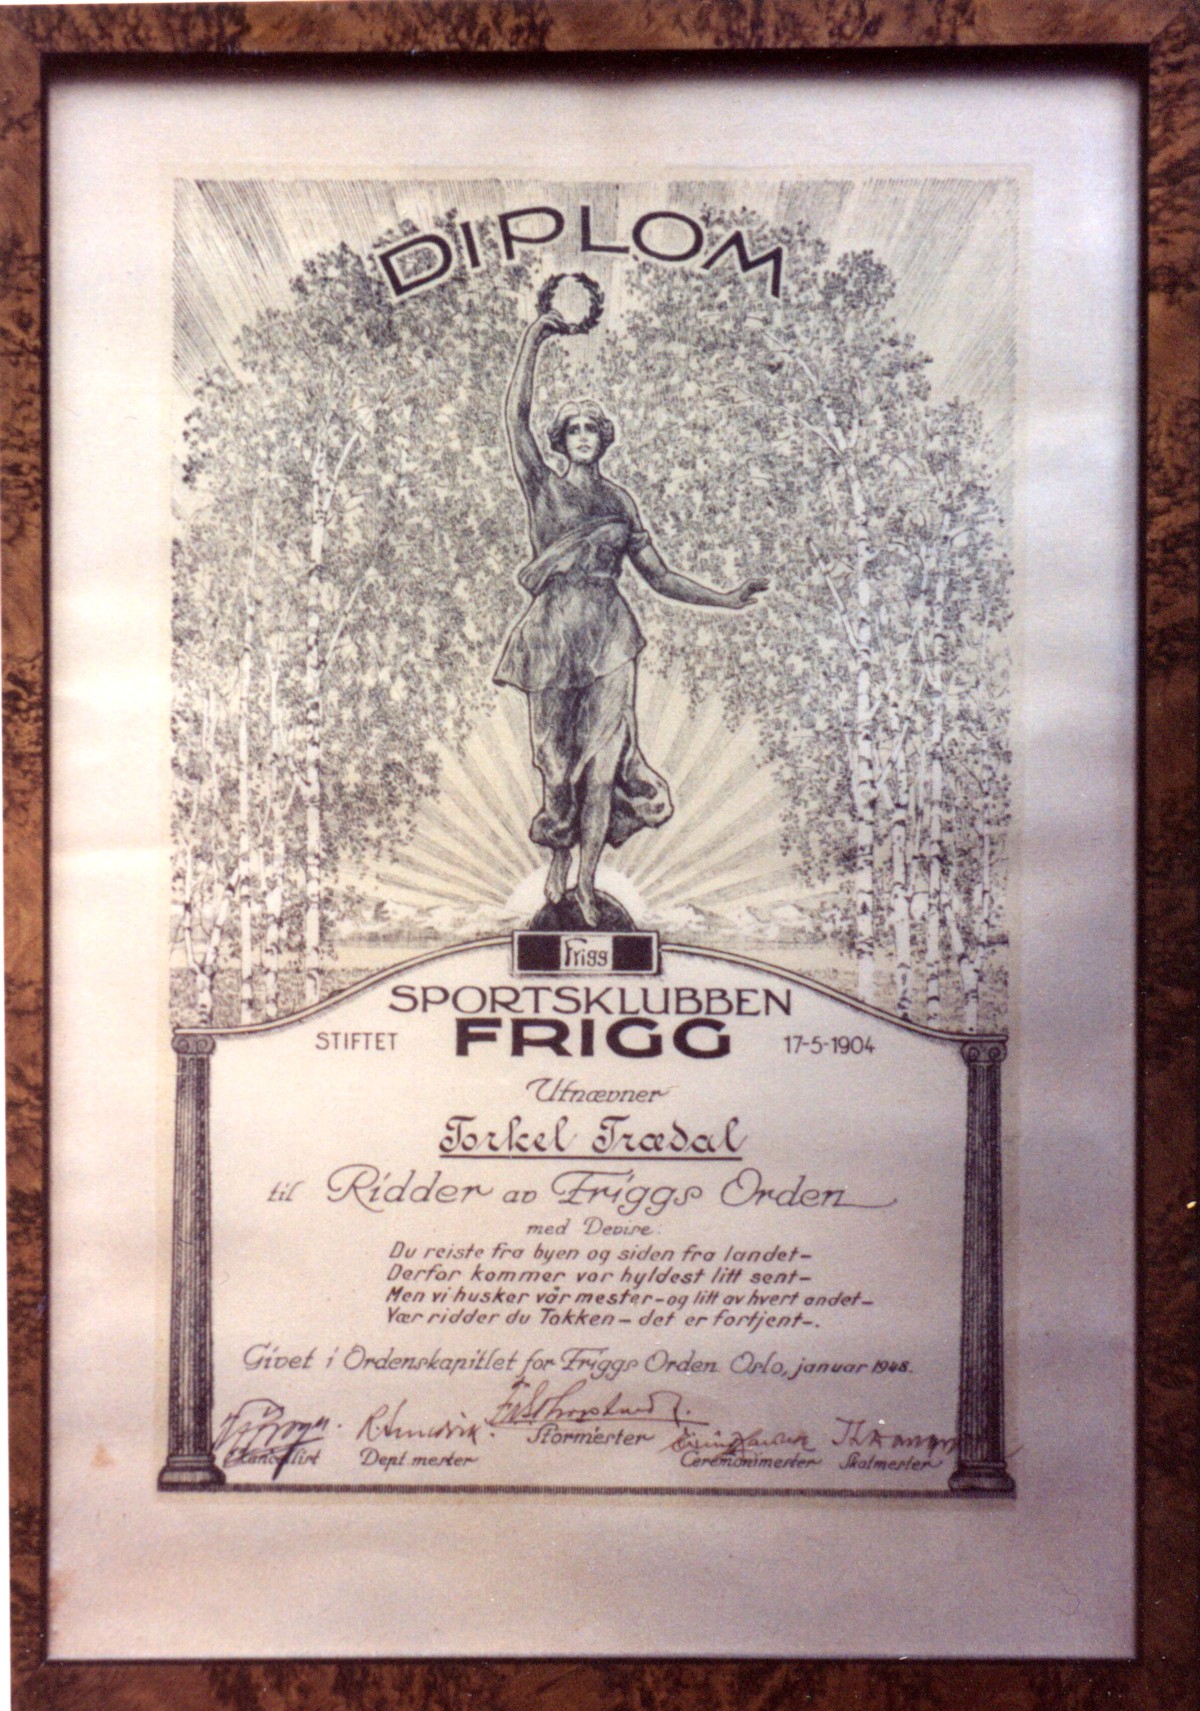 DIPLOM
Frigg
SPORTSKLUBBEN
STIFTET FRIGG 17-5-1904
Utnævner
Torkel Trædal
til Ridder av Friggs Orden
med Devise:
Du reiste fra byen og siden fra landet-
Derfor kommer vor hyldest litt sent-
Men vi husker vår mester-og litt av hvert andet-
Vær ridder du Takken- det er fortjent-.
Givet i Ordenskapitlet for Friggs Orden Oslo, januar 1948.
Stormester
Kancellist Dept mester Ceremonimester Skalmester